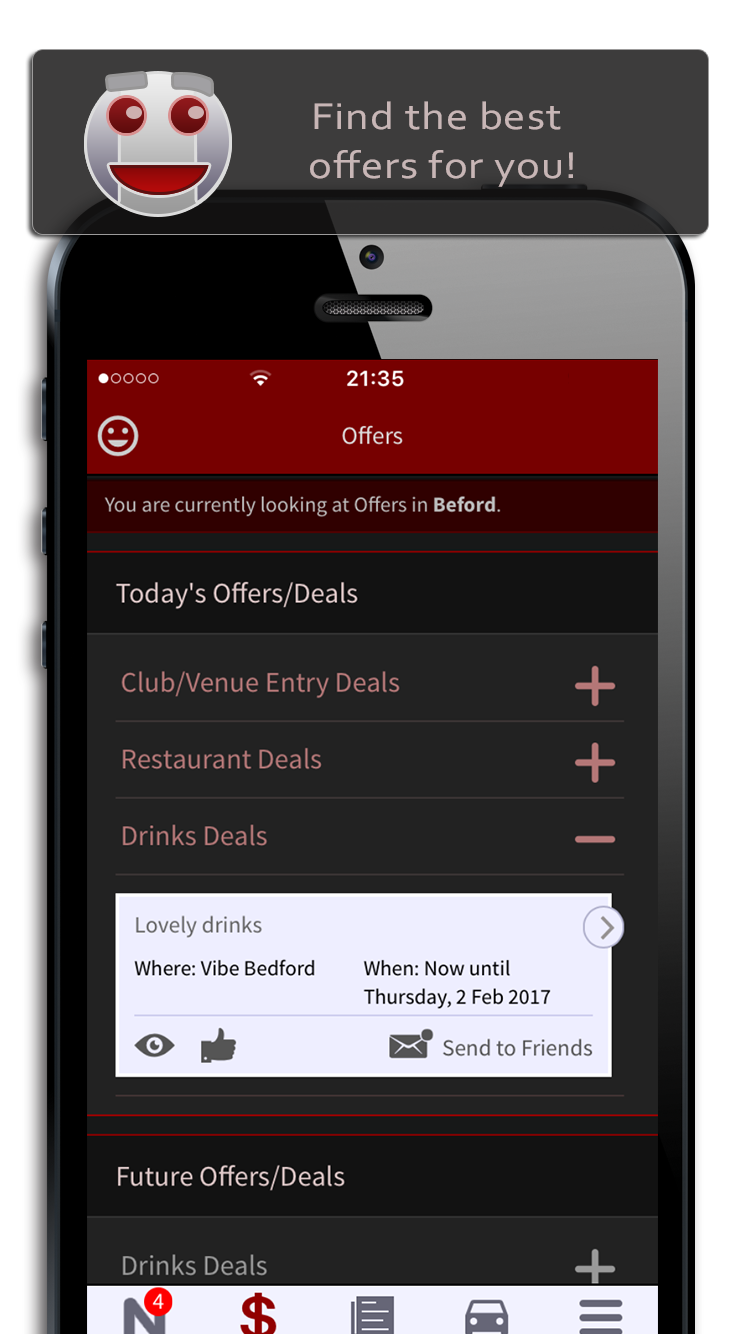 Find the best
offers for you!
21:35
Offers
You are currently looking at Offers in Beford.
Today's Offers/Deals
Club/Venue Entry Deals
Restaurant Deals
Drinks Deals
Lovely drinks
Where: Vibe Bedford
When: Now until
Thursday, 2 Feb 2017
Send to Friends
Future Offers/Deals
Drinks Deals
N 4 $